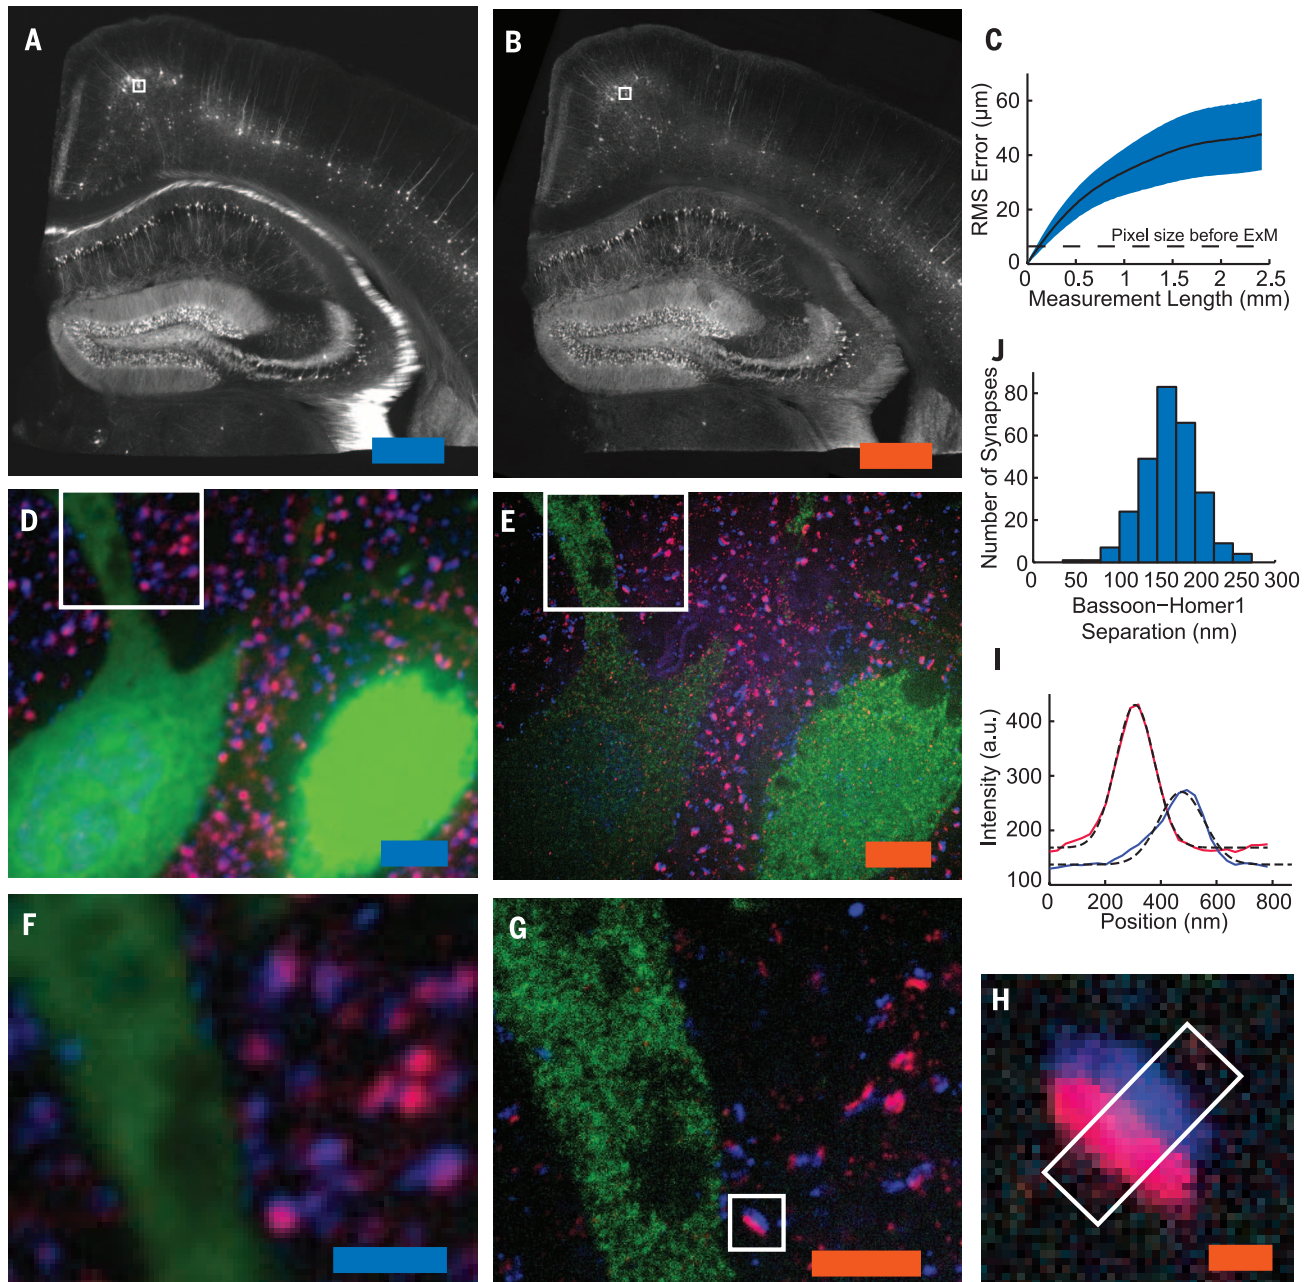 A
B
C
RMS Error (µm)
60
40
20
0
Pixel size before ExM
0 0.5 1 1.5 2 2.5
Measurement Length (mm)
J
Number of Synapses
80
60
40
20
0
0 50 100 150 200 250 300
Bassoon−Homer1
Separation (nm)
D
E
I
Intensity (a.u.)
400
300
200
100
0 200 400 600 800
Position (nm)
F
G
H